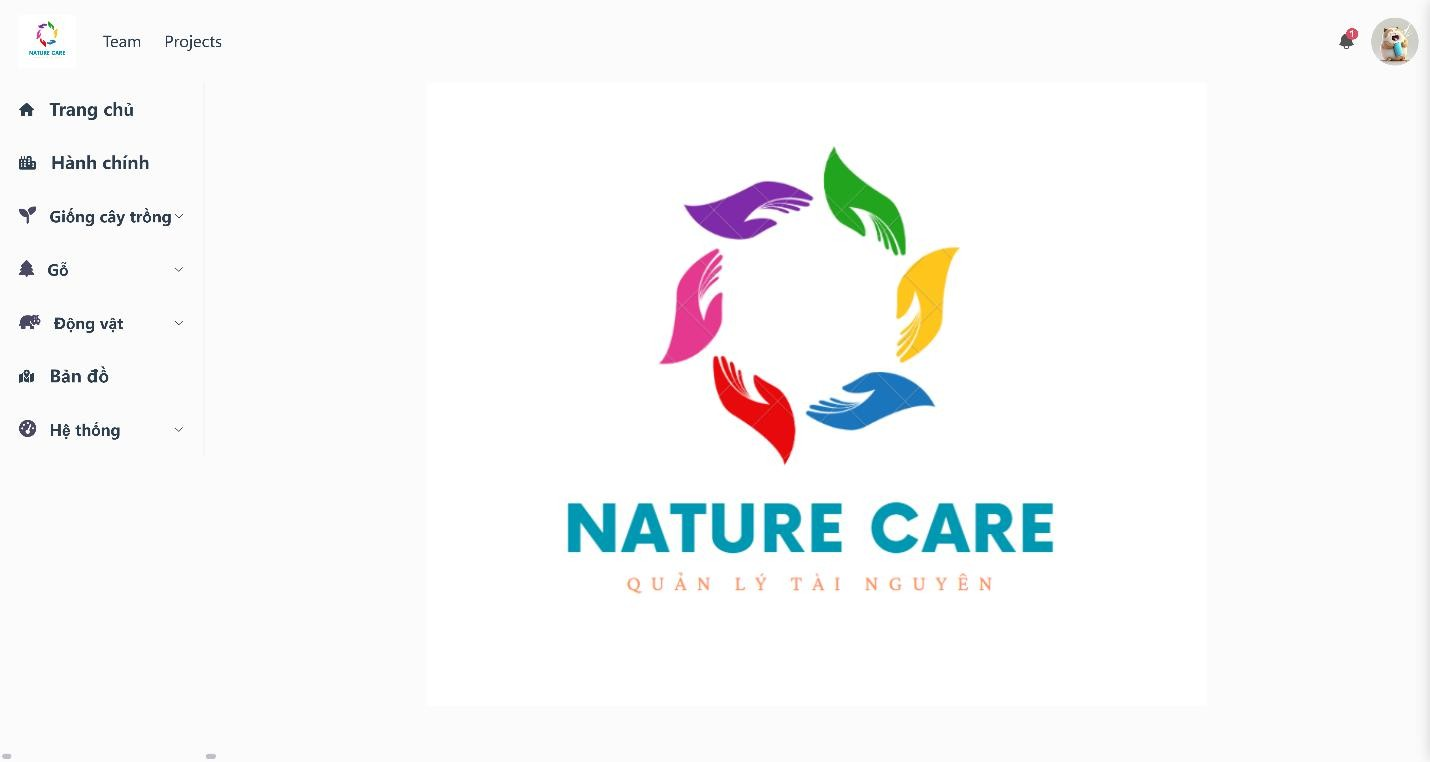 NATURE CARE
Team Projects
1
Trang chủ
Hành chính
Giống cây trồng
Gỗ
Động vật
Bản đồ
Hệ thống
NATURE CARE
QUẢN LÝ TÀI NGUYÊN